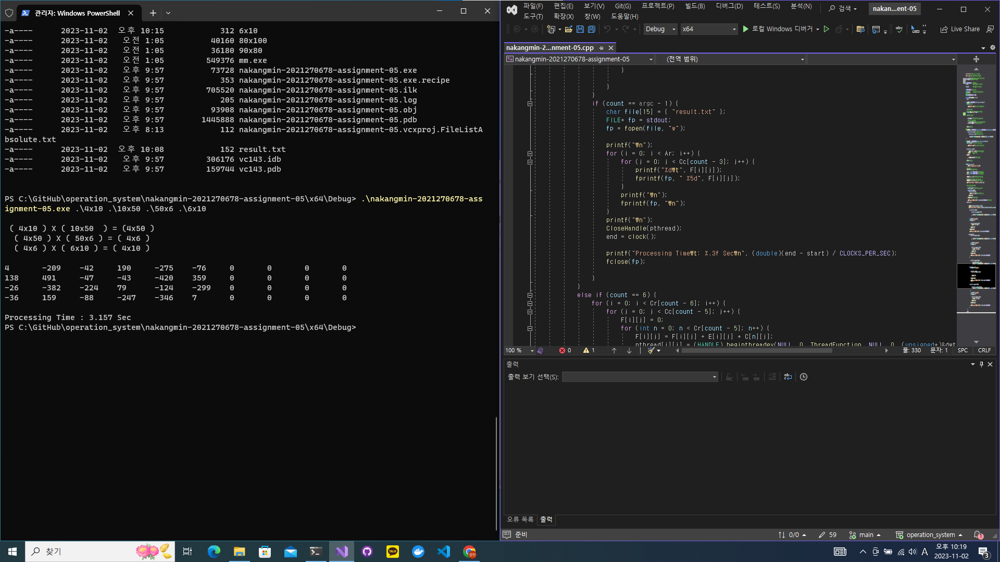 관리자: Windows PowerShell
-a----      2023-11-02  오후 10:15            312 6x10
-a----      2023-11-02   오전 1:05          40160 80x100
-a----      2023-11-02   오전 1:05          36180 90x80
-a----      2023-11-02   오전 1:05         549376 mm.exe
-a----      2023-11-02   오후 9:57          73728 nakangmin-2021270678-assignment-05.exe
-a----      2023-11-02   오후 9:57            353 nakangmin-2021270678-assignment-05.exe.recipe
-a----      2023-11-02   오후 9:57         705520 nakangmin-2021270678-assignment-05.ilk
-a----      2023-11-02   오후 9:57            205 nakangmin-2021270678-assignment-05.log
-a----      2023-11-02   오후 9:57          93908 nakangmin-2021270678-assignment-05.obj
-a----      2023-11-02   오후 9:57        1445888 nakangmin-2021270678-assignment-05.pdb
-a----      2023-11-02   오후 8:13            112 nakangmin-2021270678-assignment-05.vcxproj.FileListA
bsolute.txt
-a----      2023-11-02  오후 10:08            152 result.txt
-a----      2023-11-02   오후 9:57         306176 vc143.idb
-a----      2023-11-02   오후 9:57         159744 vc143.pdb
PS C:\GitHub\operation_system\nakangmin-2021270678-assignment-05\x64\Debug> .\nakangmin-2021270678-ass
ignment-05.exe .\4x10 .\10x50 .\50x6 .\6x10
( 4x10 ) X ( 10x50  ) = (4x50 )
( 4x50 ) X ( 50x6 ) = ( 4x6 )
( 4x6 ) X ( 6x10 ) = ( 4x10 )
4       -209    -42     190     -275    -76     0       0       0       0
138     491     -47     -43     -420    359     0       0       0       0
-26     -382    -224    79      -124    -299    0       0       0       0
-36     159     -88     -247    -346    7       0       0       0       0
Processing Time : 3.157 Sec
PS C:\GitHub\operation_system\nakangmin-2021270678-assignment-05\x64\Debug>
파일(F) 편집(E) 보기(V) Git(G) 프로젝트(P) 빌드(B) 디버그(D) 테스트(S) 분석(N) 검색 nakan...ent-05
도구(T) 확장(X) 창(W) 도움말(H)
Debug x64 로컬 Windows 디버거 Live Share
nakangmin-2...nment-05.cpp
nakangmin-2021270678-assignment-05 (전역 범위)
}
}
}
if (count == argc - 1) {
char file[15] = { "result.txt" };
FILE* fp = stdout;
fp = fopen(file, "w");
printf("₩n");
for (i = 0; i < Ar; i++) {
for (j = 0; j < Cc[count - 3]; j++) {
printf("%d₩t", F[i][j]);
fprintf(fp, " %5d", F[i][j]);
}
printf("₩n");
fprintf(fp, "₩n");
}
printf("₩n");
CloseHandle(pthread);
end = clock();
printf("Processing Time₩t: %.3f Sec₩n", (double)(end - start) / CLOCKS_PER_SEC);
fclose(fp);
}
}
else if (count == 6) {
for (i = 0; i < Cr[count - 6]; i++) {
for (j = 0; j < Cc[count - 5]; j++) {
F[i][j] = 0;
for (int n = 0; n < Cr[count - 5]; n++) {
F[i][j] = F[i][j] + E[i][j] * C[n][j];
pthread[i][j] = (HANDLE)_beginthreadex(NULL, 0, ThreadFunction, NULL, 0, (unsigned*)&dwt
100 % 0 1 줄: 330 문자: 1 SPC CRLF
출력
출력 보기 선택(S):
오류 목록 출력
준비 0/0 59 main operation_system 1
찾기 TALK 강민 A 오후 10:19
2023-11-02 3